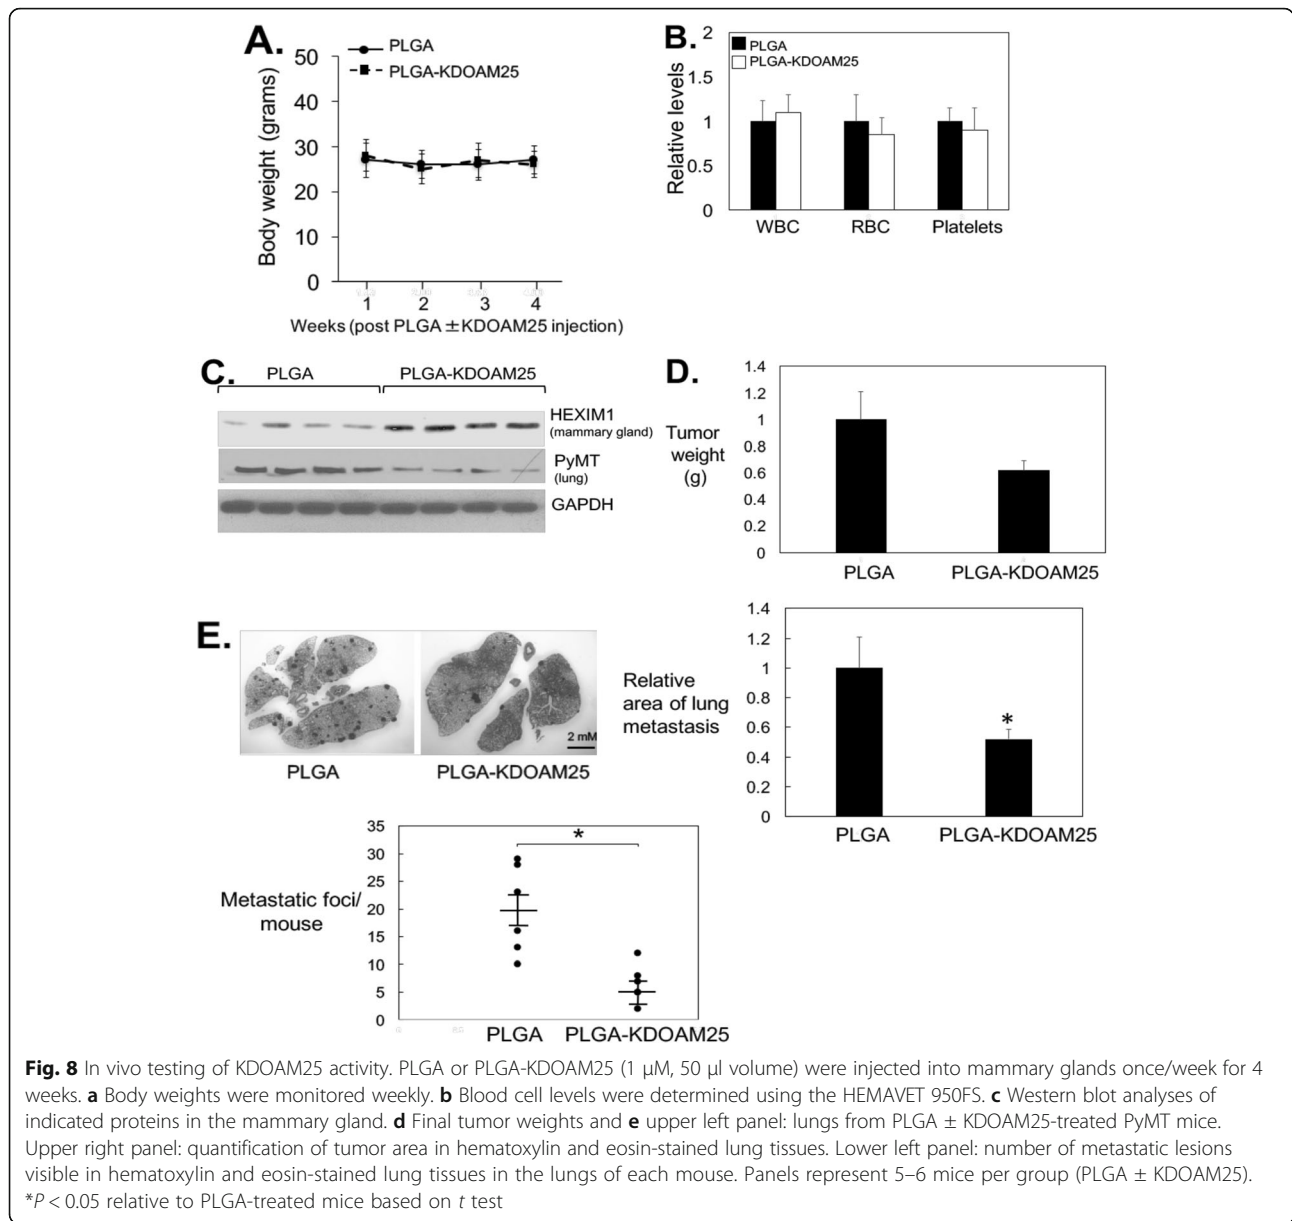 A.
PLGA
PLGA-KDOAM25
50
40
30
20
10
0
Body weight (grams)
1 2 3 4
Weeks (post PLGA ±KDOAM25 injection)
B.
PLGA
PLGA-KDOAM25
2
1.5
1
0.5
0
Relative levels
WBC RBC Platelets
C.
PLGA PLGA-KDOAM25
HEXIM1
(mammary gland)
PyMT
(lung)
GAPDH
D.
Tumor
weight
(g)
1.4
1.2
1
0.8
0.6
0.4
0.2
0
PLGA PLGA-KDOAM25
E.
2 mM
PLGA PLGA-KDOAM25
Relative
area of lung
metastasis
1.4
1.2
1
0.8
0.6
0.4
0.2
0
*
PLGA PLGA-KDOAM25
Metastatic foci/
mouse
35
30
25
20
15
10
5
0
*
PLGA PLGA-KDOAM25
Fig. 8 In vivo testing of KDOAM25 activity. PLGA or PLGA-KDOAM25 (1 μM, 50 μl volume) were injected into mammary glands once/week for 4
weeks. a Body weights were monitored weekly. b Blood cell levels were determined using the HEMAVET 950FS. c Western blot analyses of
indicated proteins in the mammary gland. d Final tumor weights and e upper left panel: lungs from PLGA ± KDOAM25-treated PyMT mice.
Upper right panel: quantification of tumor area in hematoxylin and eosin-stained lung tissues. Lower left panel: number of metastatic lesions
visible in hematoxylin and eosin-stained lung tissues in the lungs of each mouse. Panels represent 5–6 mice per group (PLGA ± KDOAM25).
*P < 0.05 relative to PLGA-treated mice based on t test